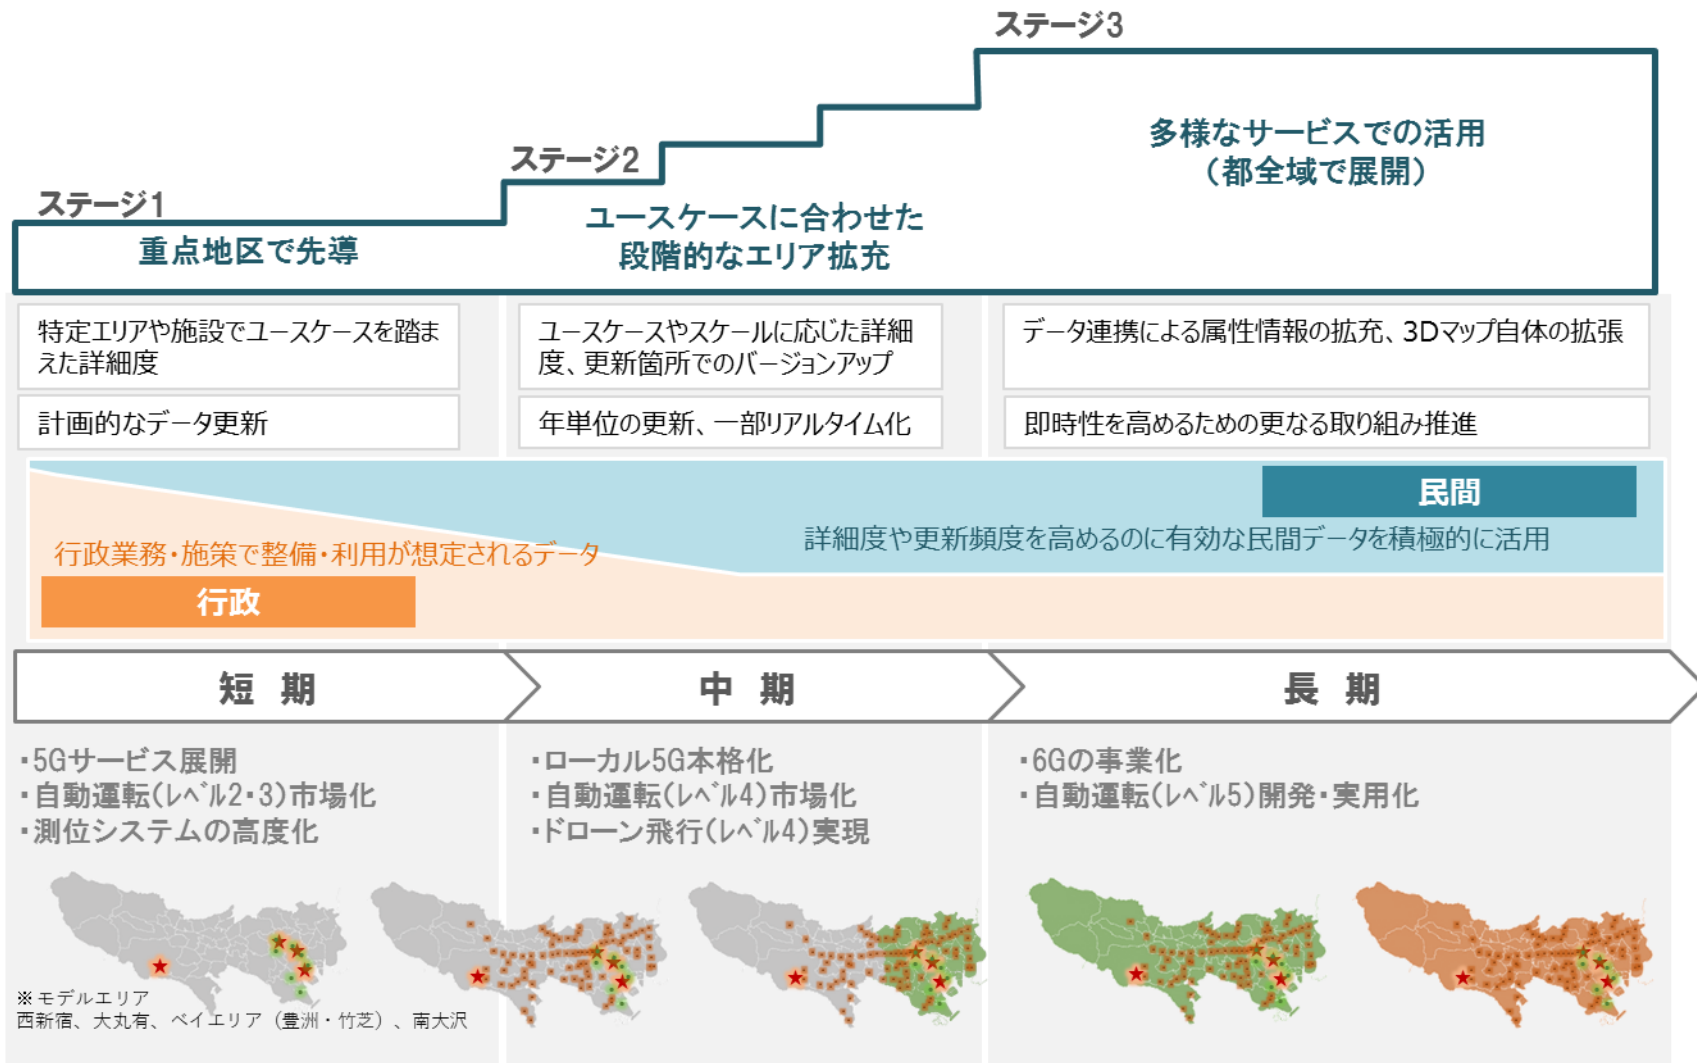 ステージ3
多様なサービスでの活用
（都全域で展開）
ステージ2
ユースケースに合わせた
段階的なエリア拡充
ステージ1
重点地区で先導
特定エリアや施設でユースケースを踏ま
えた詳細度
ユースケースやスケールに応じた詳細
度、更新箇所でのバージョンアップ
データ連携による属性情報の拡充、3Dマップ自体の拡張
計画的なデータ更新
年単位の更新、一部リアルタイム化
即時性を高めるための更なる取り組み推進
民間
詳細度や更新頻度を高めるのに有効な民間データを積極的に活用
行政業務・施策で整備・利用が想定されるデータ
行政
短 期
中 期
長 期
・5Gサービス展開
・自動運転(レベル2・3)市場化
・測位システムの高度化
・ローカル5G本格化
・自動運転(レベル4)市場化
・ドローン飛行(レベル4)実現
・6Gの事業化
・自動運転(レベル5)開発・実用化
※モデルエリア
西新宿、大丸有、ベイエリア（豊洲・竹芝）、南大沢